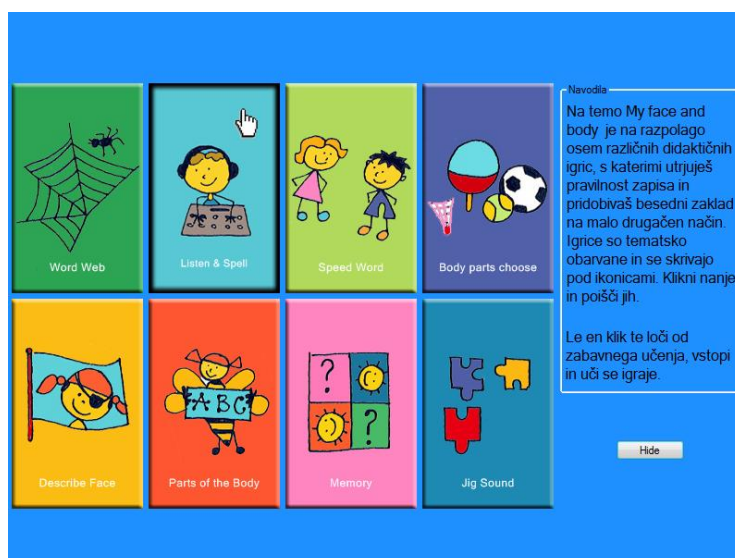 Word Web
Listen & Spell
Speed Word
Body parts choose
Describe Face
A B C
Parts of the Body
?
?
Memory
Jig Sound
Navodila
Na temo My face and
body je na razpolago
osem različnih didaktičnih
igric, s katerimi utrjuješ
pravilnost zapisa in
pridobivaš besedni zaklad
na malo drugačen način.
Igrice so tematsko
obarvane in se skrivajo
pod ikonicami. Klikni nanje
in poišči jih.
Le en klik te loči od
zabavnega učenja, vstopi
in uči se igraje.
Hide